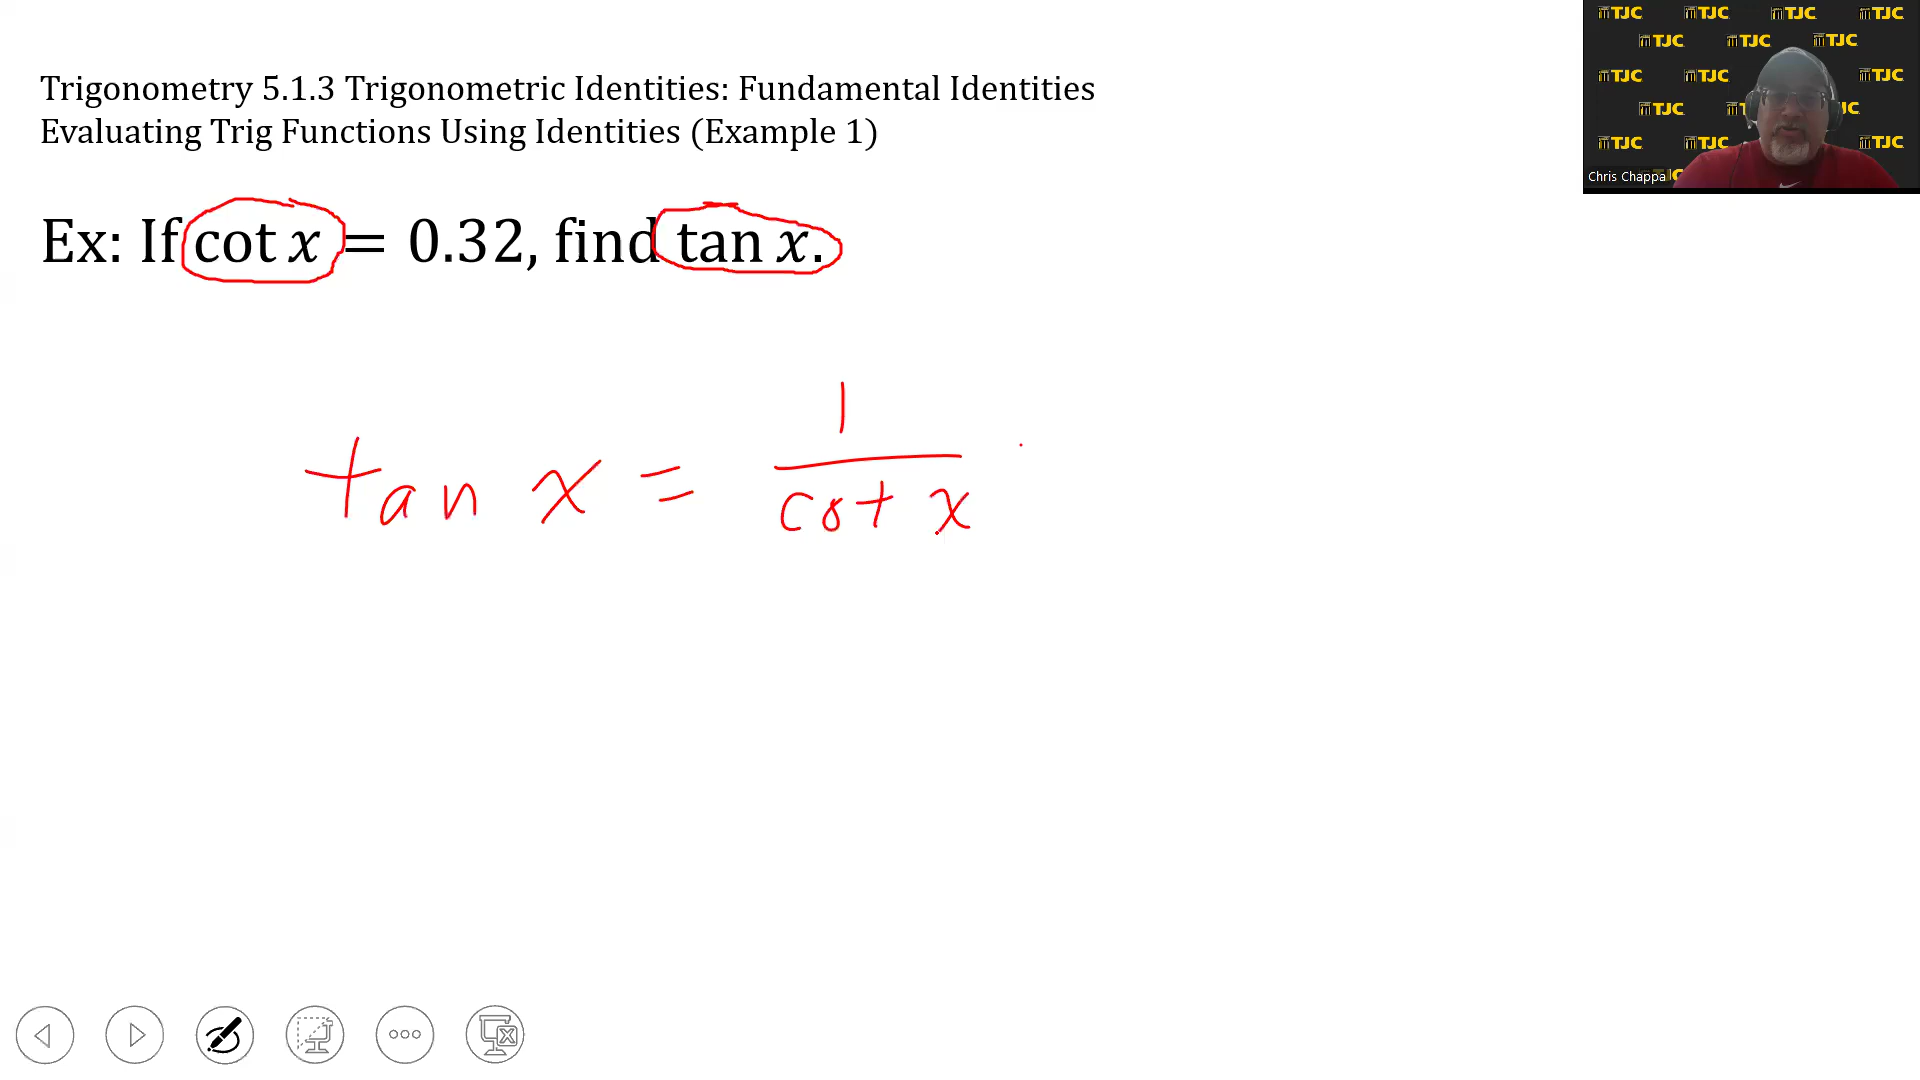 Trigonometry 5.1.3 Trigonometric Identities: Fundamental Identities
Evaluating Trig Functions Using Identities (Example 1)
Ex: If cot x = 0.32, find tan x.
tan x = 1/cot x
TJC TJC TJC TJC
TJC TJC TJC
TJC TJC TJC
TJC
TJC TJC TJC
Chris Chappa